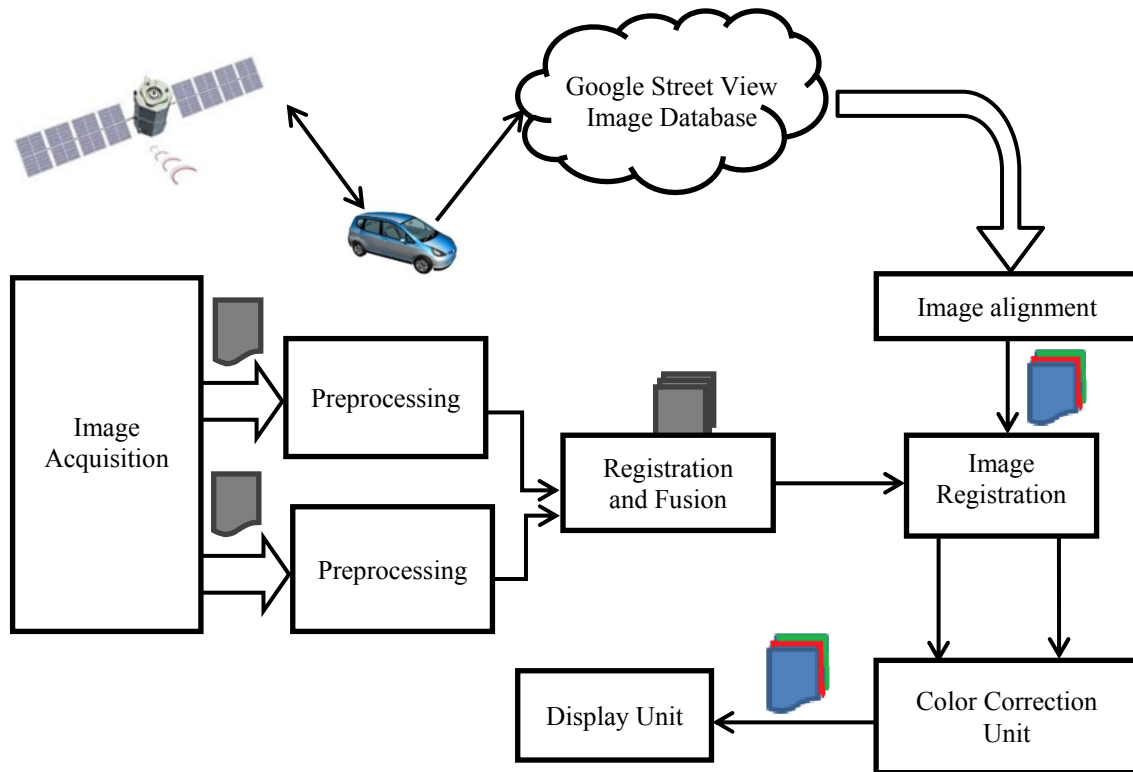 Google Street View
Image Database
Image alignment
Image
Acquisition
Preprocessing
Preprocessing
Registration
and Fusion
Image
Registration
Color Correction
Unit
Display Unit